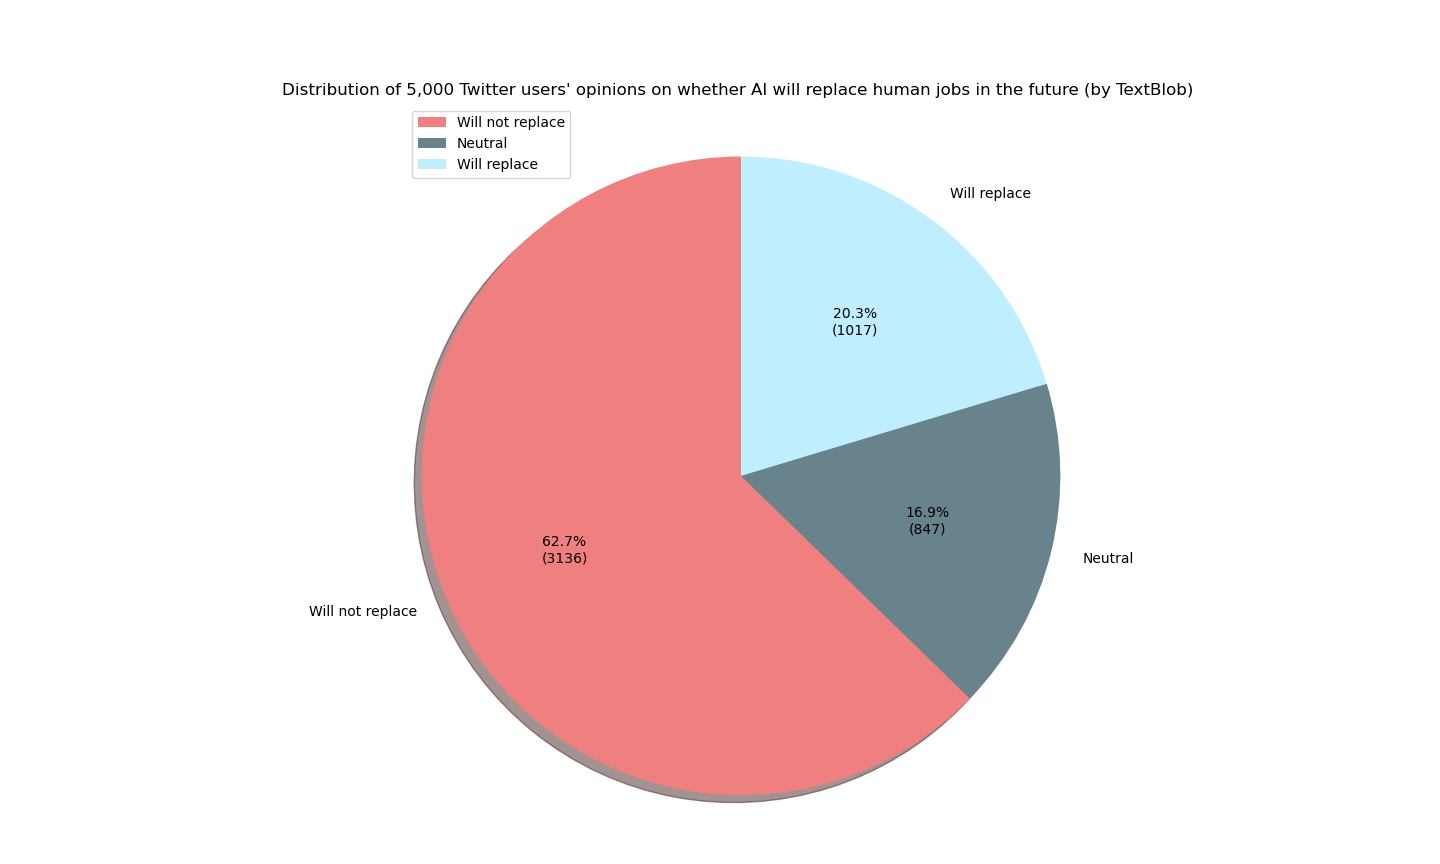 Distribution of 5,000 Twitter users' opinions on whether AI will replace human jobs in the future (by TextBlob)
Will not replace
Neutral
Will replace
Will replace
20.3%
(1017)
16.9%
(847)
Neutral
62.7%
(3136)
Will not replace